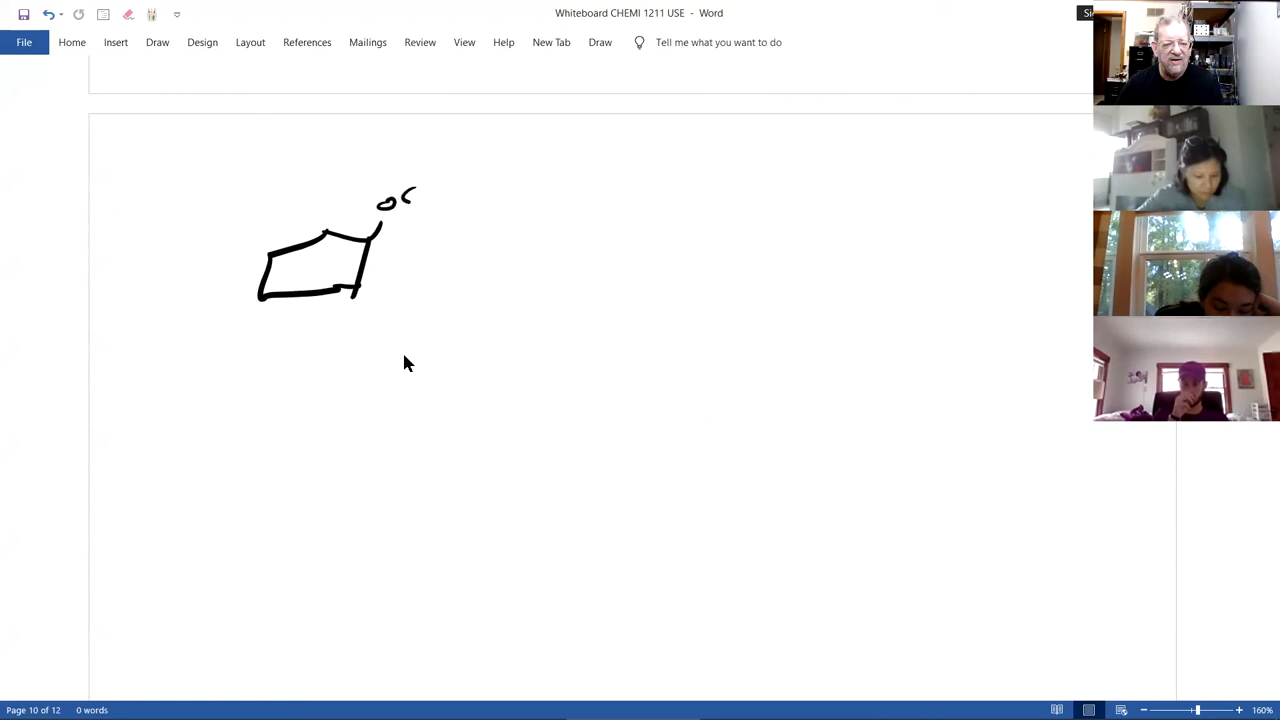 Whiteboard CHEMI 1211 USE - Word
File Home Insert Draw Design Layout References Mailings Review View Help New Tab Draw Tell me what you want to do
oc
Page 10 of 12 0 words 160%